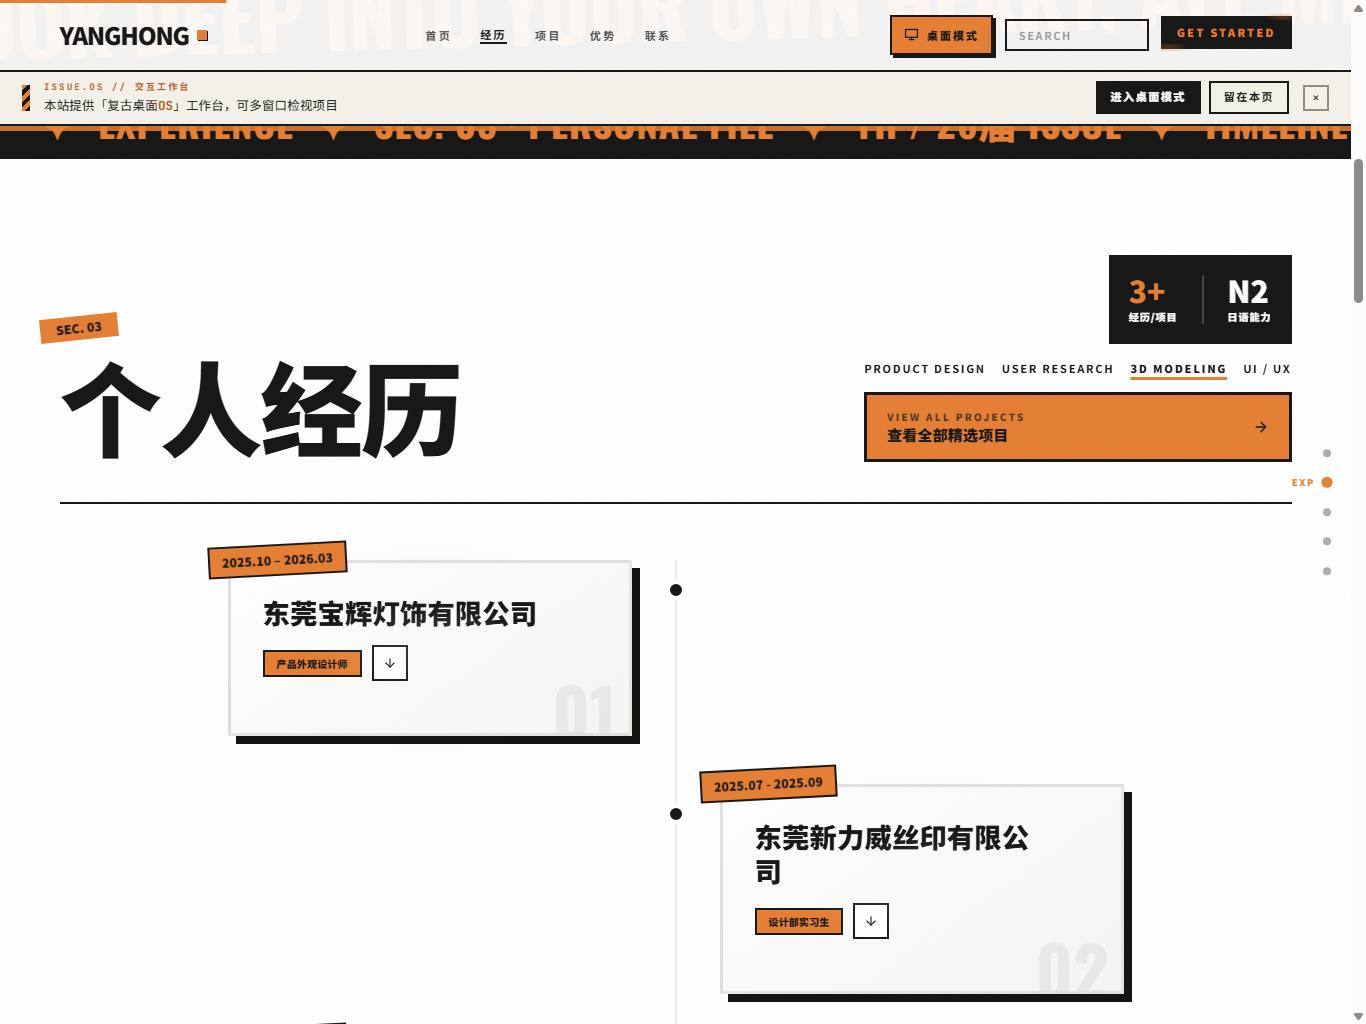 YANGHONG
首页
经历
项目
优势
联系
桌面模式
SEARCH
GET STARTED
ISSUE.OS // 交互工作台
本站提供「复古桌面OS」工作台，可多窗口检视项目
进入桌面模式
留在本页
×
3+
经历/项目
N2
日语能力
SEC. 03
个人经历
PRODUCT DESIGN
USER RESEARCH
3D MODELING
UI / UX
VIEW ALL PROJECTS
查看全部精选项目
EXP
2025.10 – 2026.03
东莞宝辉灯饰有限公司
产品外观设计师
01
2025.07 - 2025.09
东莞新力威丝印有限公
司
设计部实习生
02